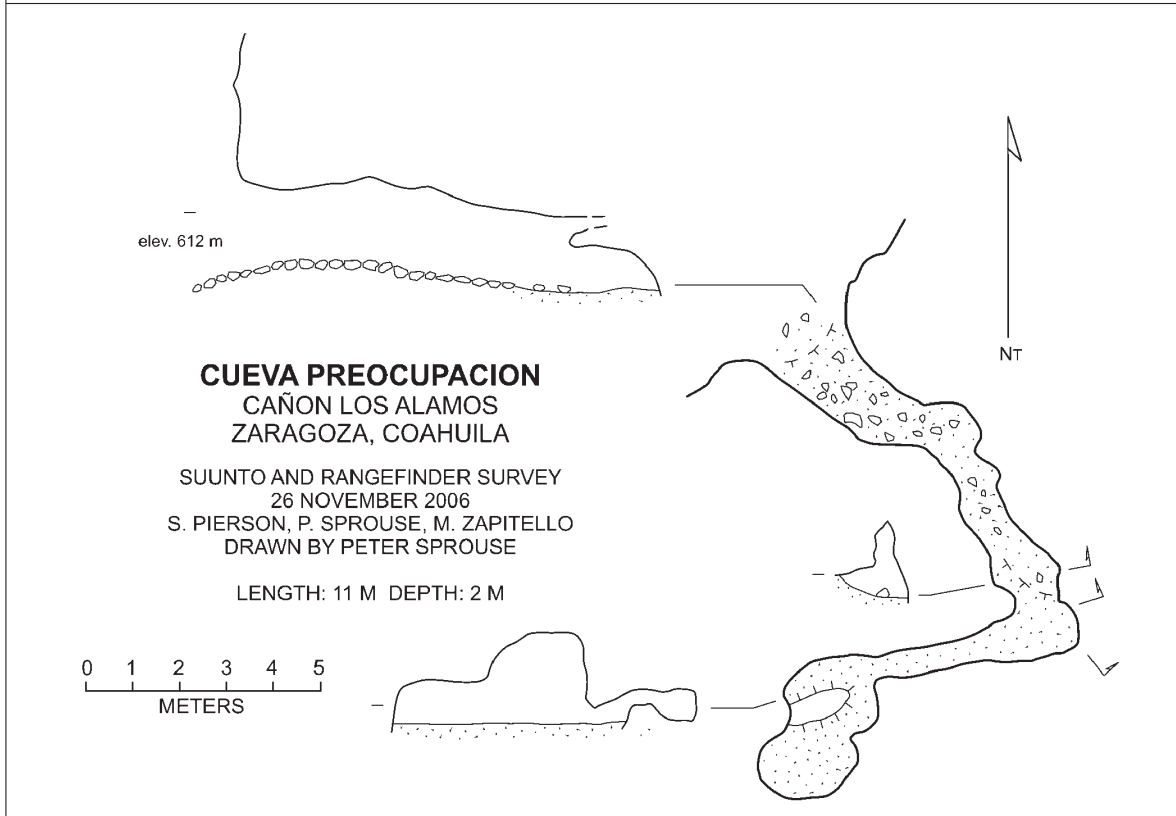 elev. 612 m
NT
CUEVA PREOCUPACION
CAÑON LOS ALAMOS
ZARAGOZA, COAHUILA
SUUNTO AND RANGEFINDER SURVEY
26 NOVEMBER 2006
S. PIERSON, P. SPROUSE, M. ZAPITELLO
DRAWN BY PETER SPROUSE
LENGTH: 11 M DEPTH: 2 M
0 1 2 3 4 5
METERS